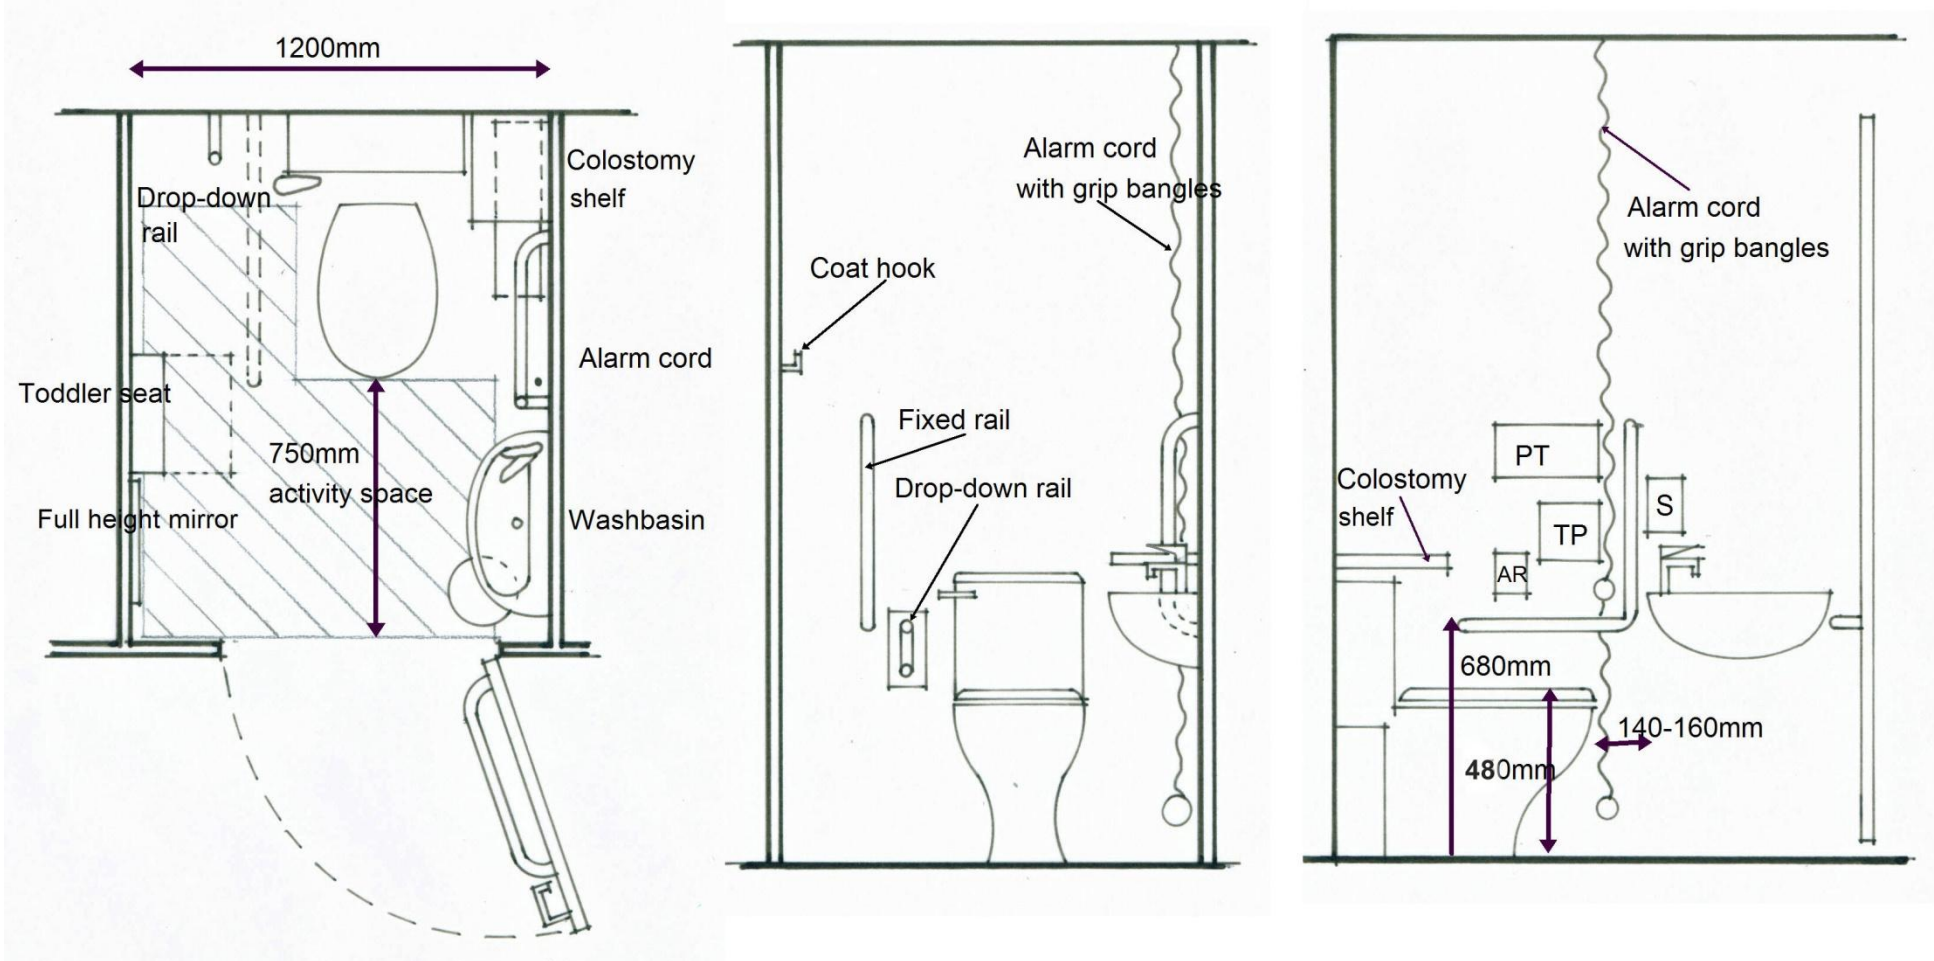 1200mm
Colostomy
shelf
Drop-down
rail
Alarm cord
Toddler seat
750mm
activity space
Full height mirror
Washbasin
Alarm cord
with grip bangles
Coat hook
Fixed rail
Drop-down rail
Alarm cord
with grip bangles
PT
Colostomy
shelf
S
TP
AR
680mm
140-160mm
480mm